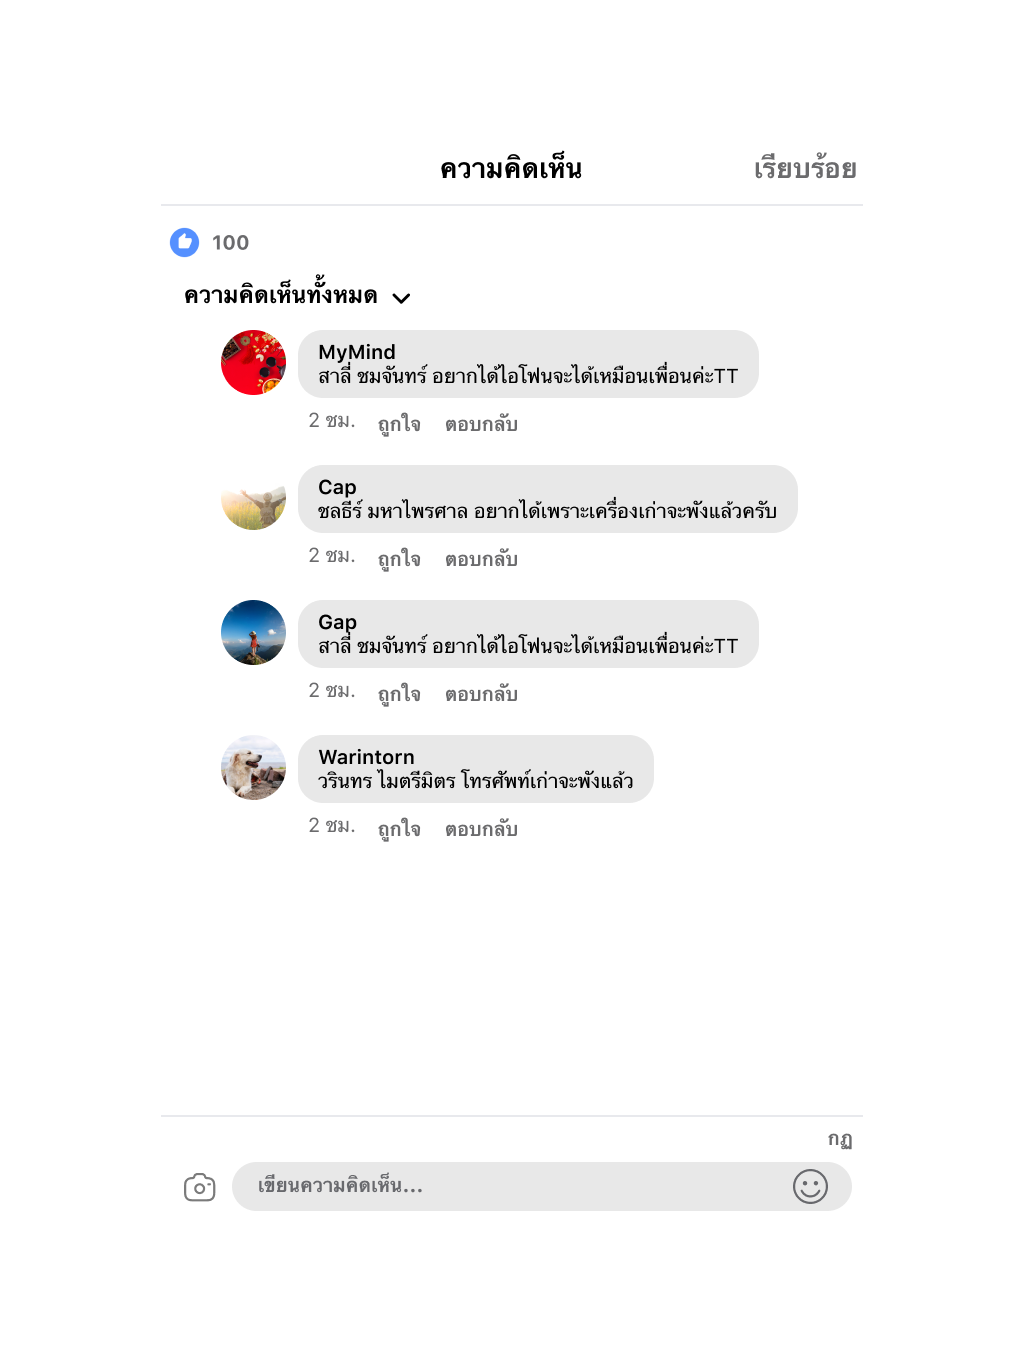 ความคิดเห็น เรียบร้อย
100
ความคิดเห็นทั้งหมด
MyMind
สาลี่ ชมจันทร์ อยากได้ไอโฟนจะได้เหมือนเพื่อนค่ะTT
2 ชม. ถูกใจ ตอบกลับ
Cap
ชลธีร์ มหาไพรศาล อยากได้เพราะเครื่องเก่าจะพังแล้วครับ
2 ชม. ถูกใจ ตอบกลับ
Gap
สาลี่ ชมจันทร์ อยากได้ไอโฟนจะได้เหมือนเพื่อนค่ะTT
2 ชม. ถูกใจ ตอบกลับ
Warintorn
วรินทร ไมตรีมิตร โทรศัพท์เก่าจะพังแล้ว
2 ชม. ถูกใจ ตอบกลับ
กฏ
เขียนความคิดเห็น...